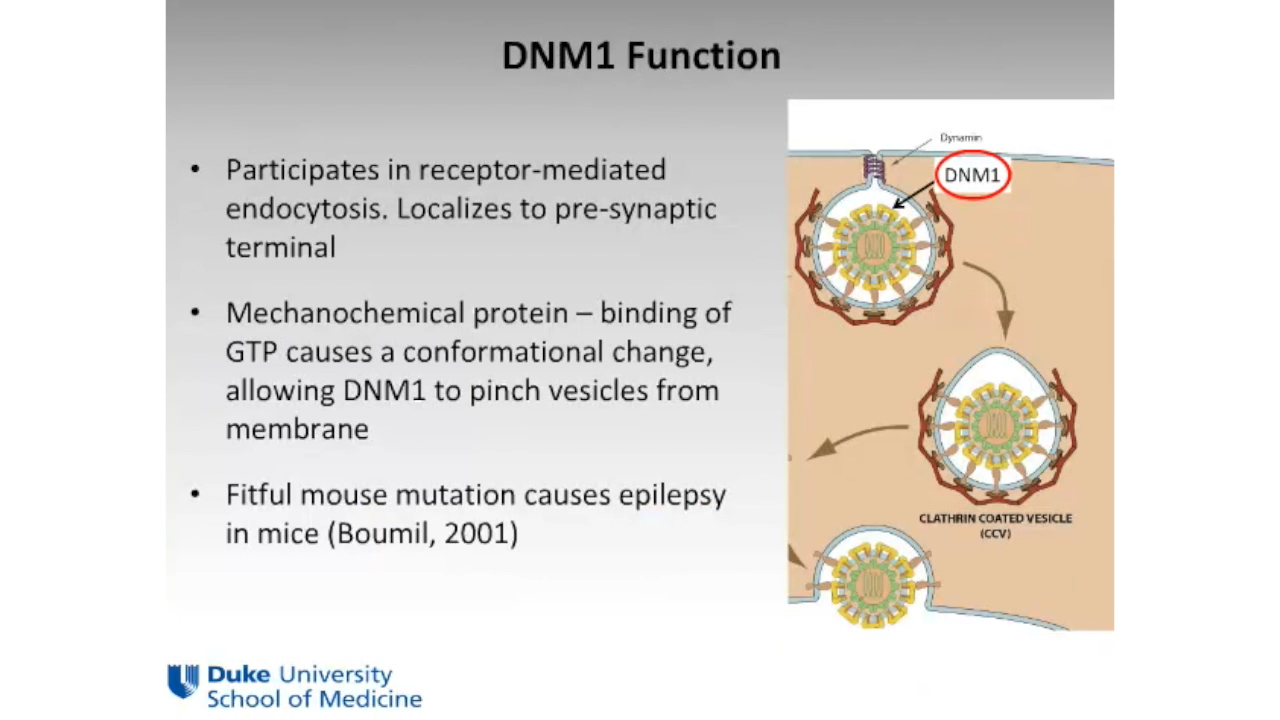 DNM1 Function
• Participates in receptor-mediated
endocytosis. Localizes to pre-synaptic
terminal
• Mechanochemical protein – binding of
GTP causes a conformational change,
allowing DNM1 to pinch vesicles from
membrane
• Fitful mouse mutation causes epilepsy
in mice (Boumil, 2001)
Dynamin
DNM1
CLATHRIN COATED VESICLE
(CCV)
Duke University
School of Medicine